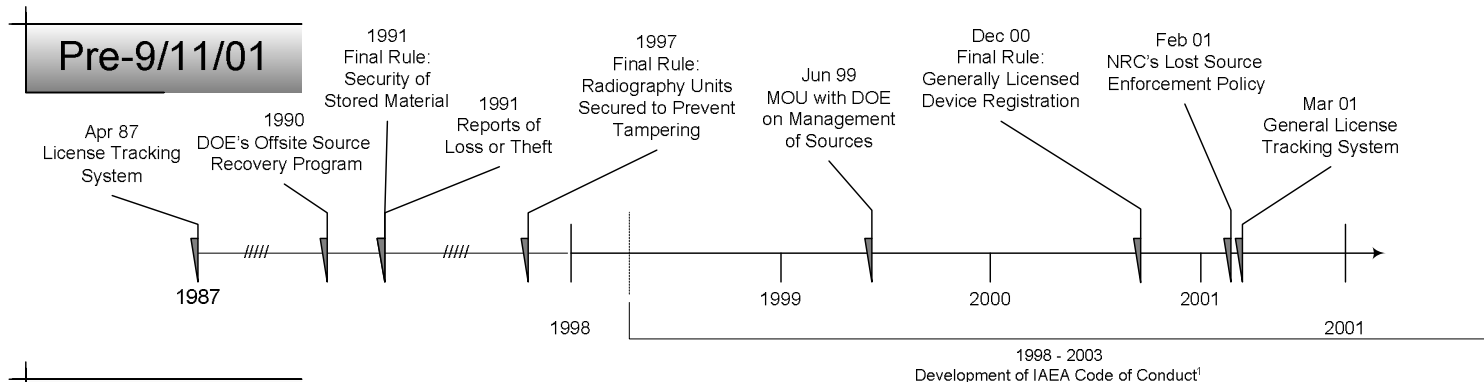 Pre-9/11/01
Apr 87
License Tracking
System
1990
DOE's Offsite Source
Recovery Program
1991
Final Rule:
Security of
Stored Material
1991
Reports of
Loss or Theft
1997
Final Rule:
Radiography Units
Secured to Prevent
Tampering
Jun 99
MOU with DOE
on Management
of Sources
Dec 00
Final Rule:
Generally Licensed
Device Registration
Feb 01
NRC's Lost Source
Enforcement Policy
Mar 01
General License
Tracking System
1987
1999
2000
2001
1998
2001
1998 - 2003
Development of IAEA Code of Conduct¹